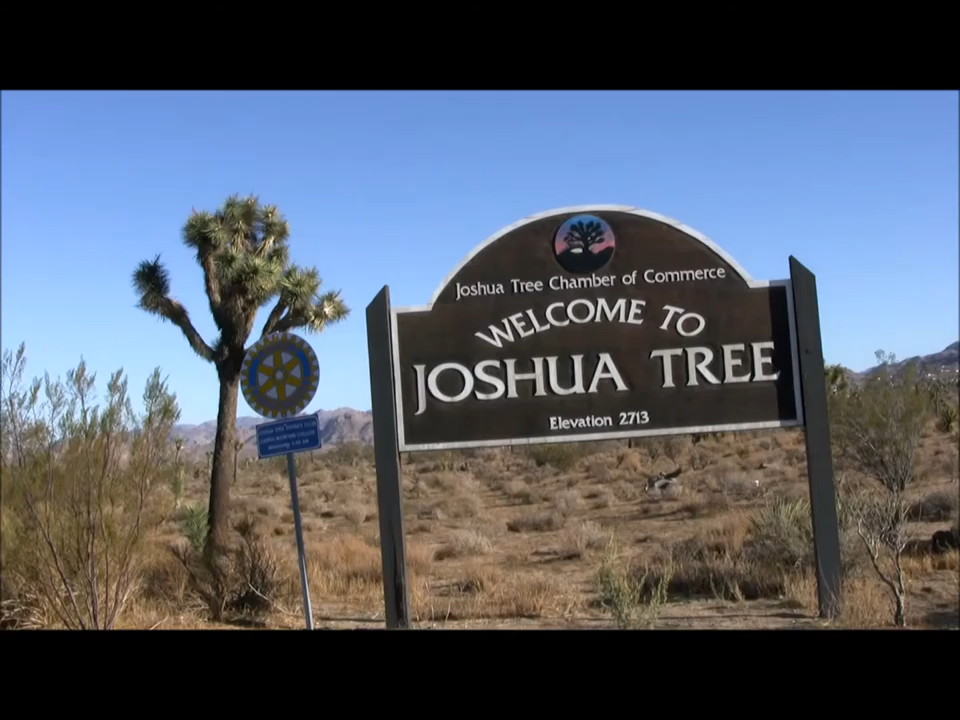 Joshua Tree Chamber of Commerce
WELCOME TO
JOSHUA TREE
Elevation 2713